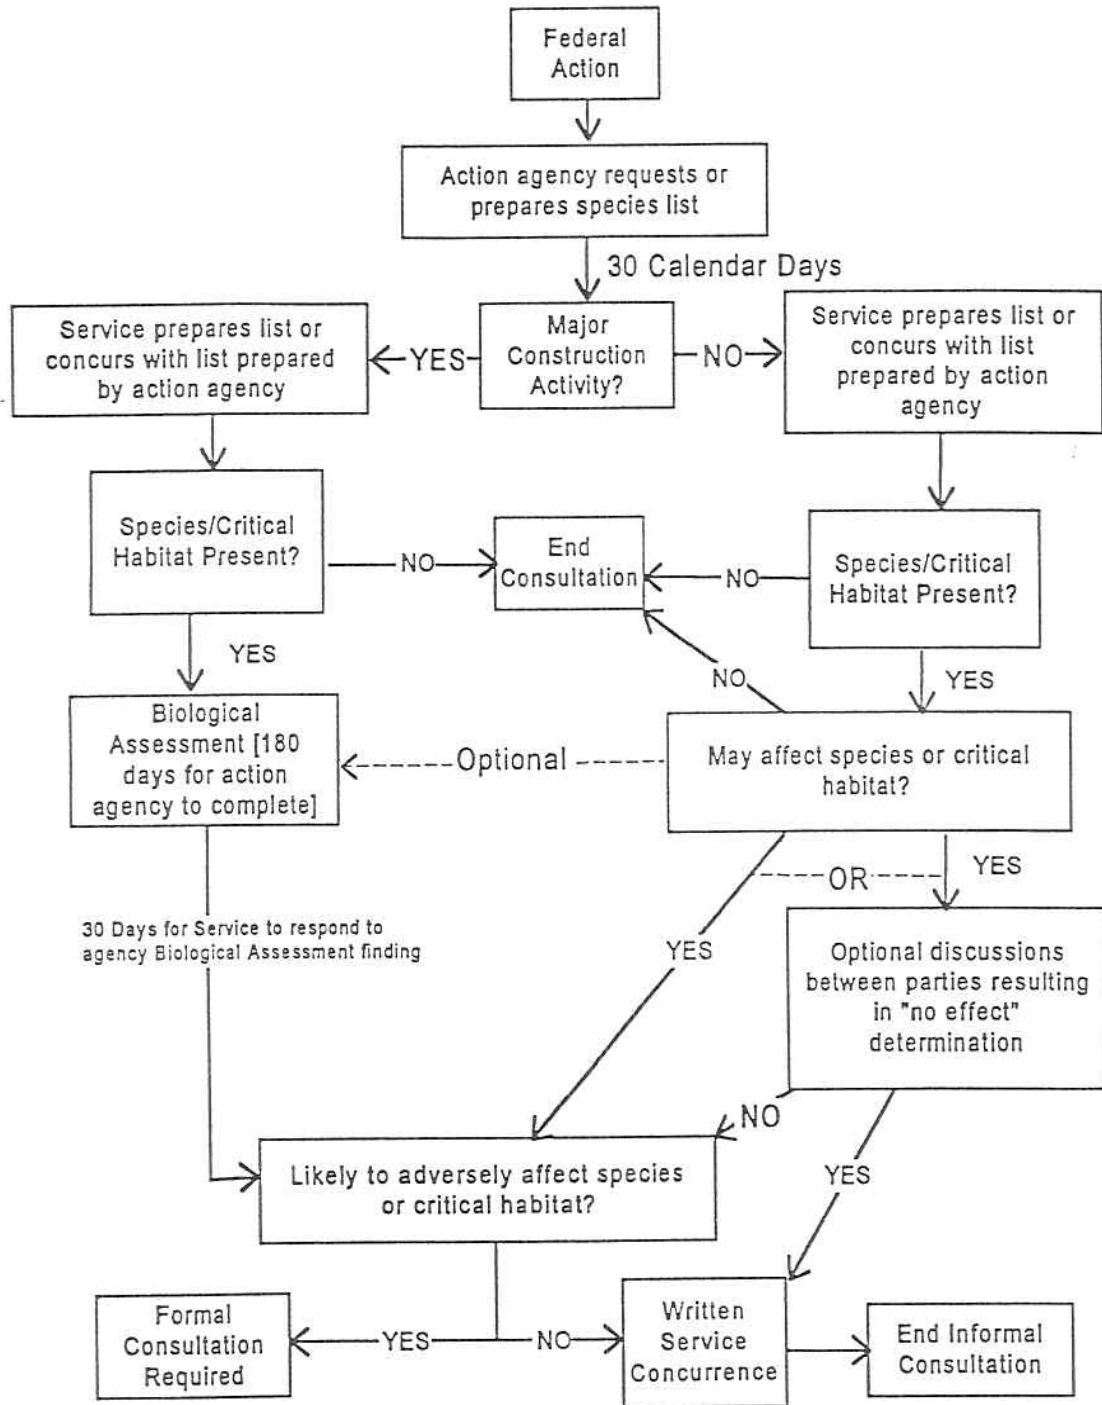 Federal
Action
Action agency requests or
prepares species list
30 Calendar Days
Service prepares list or
concurs with list prepared
by action agency
YES
Major
Construction
Activity?
NO
Service prepares list or
concurs with list
prepared by action
agency
Species/Critical
Habitat Present?
NO
End
Consultation
NO
Species/Critical
Habitat Present?
YES
NO
YES
Biological
Assessment [180
days for action
agency to complete]
Optional
May affect species or critical
habitat?
OR
YES
30 Days for Service to respond to
agency Biological Assessment finding
YES
Optional discussions
between parties resulting
in "no effect"
determination
NO
YES
Likely to adversely affect species
or critical habitat?
Formal
Consultation
Required
YES
NO
Written
Service
Concurrence
End Informal
Consultation